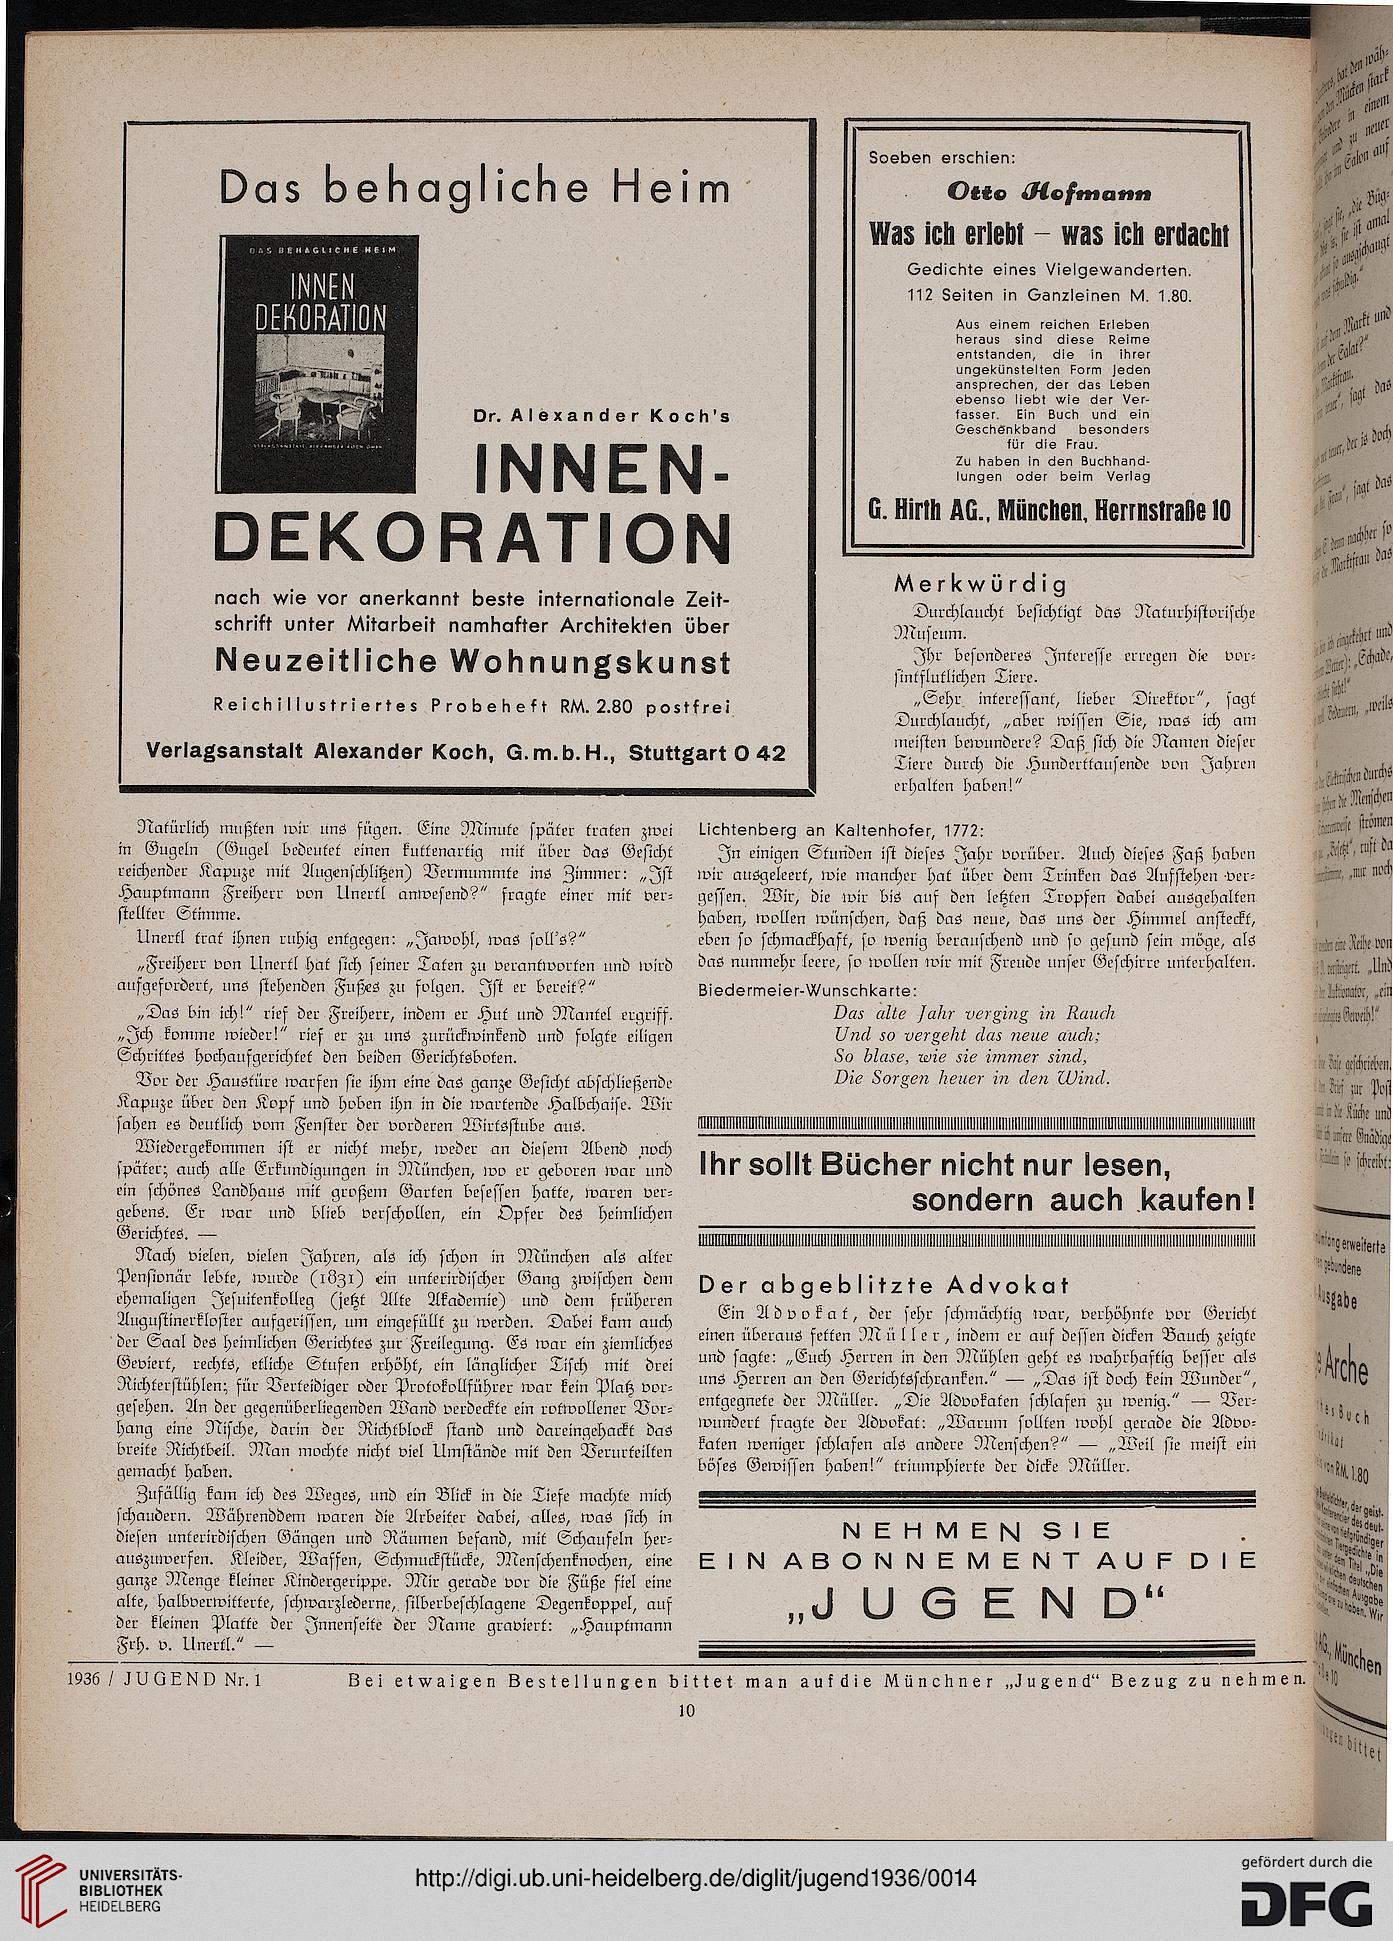 Das behagliche Heim
DAS BEHAGLICHE HEIM
INNEN
DEKORATION
Dr. Alexander Koch's
INNEN-
DEKORATION
nach wie vor anerkannt beste internationale Zeit-
schrift unter Mitarbeit namhafter Architekten über
Neuzeitliche Wohnungskunst
Reichillustriertes Probeheft RM. 2.80 postfrei
Verlagsanstalt Alexander Koch, G.m.b.H., Stuttgart O 42
Soeben erschien:
Otto Hofmann
Was ich erlebt – was ich erdacht
Gedichte eines Vielgewanderten.
112 Seiten in Ganzleinen M. 1.80.
Aus einem reichen Erleben
heraus sind diese Reime
entstanden, die in ihrer
ungekünstelten Form jeden
ansprechen, der das Leben
ebenso liebt wie der Ver-
fasser. Ein Buch und ein
Geschenkband besonders
für die Frau.
Zu haben in den Buchhand-
lungen oder beim Verlag
G. Hirth AG., München, Herrnstraße 10
Merkwürdig
Durchlaucht besichtigt das Naturhistorische
Museum.
Ihr besonderes Interesse erregen die vor-
sintflutlichen Tiere.
„Sehr interessant, lieber Direktor", sagt
Durchlaucht, „aber wissen Sie, was ich am
meisten bewundere? Daß sich die Namen dieser
Tiere durch die Hunderttausende von Jahren
erhalten haben!"
Natürlich mußten wir uns fügen. Eine Minute später traten zwei
in Gugeln (Gugel bedeutet einen kuttenartig mit über das Gesicht
reichender Kapuze mit Augenschlitzen) Vermummte ins Zimmer: „Ist
Hauptmann Freiherr von Unertl anwesend?" fragte einer mit ver-
stellter Stimme.
Unertl trat ihnen ruhig entgegen: „Jawohl, was soll's?"
„Freiherr von Unertl hat sich seiner Taten zu verantworten und wird
aufgefordert, uns stehenden Fußes zu folgen. Ist er bereit?"
„Das bin ich!" rief der Freiherr, indem er Hut und Mantel ergriff.
„Ich komme wieder!" rief er zu uns zurückwinkend und folgte eiligen
Schrittes hochaufgerichtet den beiden Gerichtsboten.
Vor der Haustüre warfen sie ihm eine das ganze Gesicht abschließende
Kapuze über den Kopf und hoben ihn in die wartende Halbchaise. Wir
sahen es deutlich vom Fenster der vorderen Wirtsstube aus.
Wiedergekommen ist er nicht mehr, weder an diesem Abend noch
später; auch alle Erkundigungen in München, wo er geboren war und
ein schönes Landhaus mit großem Garten besessen hatte, waren ver-
gebens. Er war und blieb verschollen, ein Opfer des heimlichen
Gerichtes. —
Nach vielen, vielen Jahren, als ich schon in München als alter
Pensionär lebte, wurde (1831) ein unterirdischer Gang zwischen dem
ehemaligen Jesuitenkolleg (jetzt Alte Akademie) und dem früheren
Augustinerkloster aufgerissen, um eingefüllt zu werden. Dabei kam auch
der Saal des heimlichen Gerichtes zur Freilegung. Es war ein ziemliches
Geviert, rechts, etliche Stufen erhöht, ein länglicher Tisch mit drei
Richterstühlen; für Verteidiger oder Protokollführer war kein Platz vor-
gesehen. An der gegenüberliegenden Wand verdeckte ein rotwollener Vor-
hang eine Nische, darin der Richtblock stand und dareingehackt das
breite Richtbeil. Man mochte nicht viel Umstände mit den Verurteilten
gemacht haben.
Zufällig kam ich des Weges, und ein Blick in die Tiefe machte mich
schaudern. Währenddem waren die Arbeiter dabei, alles, was sich in
diesen unterirdischen Gängen und Räumen befand, mit Schaufeln her-
auszuwerfen. Kleider, Waffen, Schmuckstücke, Menschenknochen, eine
ganze Menge kleiner Kindergerippe. Mir gerade vor die Füße fiel eine
alte, halbverwitterte, schwarzlederne, silberbeschlagene Degenkoppel, auf
der kleinen Platte der Innenseite der Name graviert: „Hauptmann
Frh. v. Unertl." —
Lichtenberg an Kaltenhofer, 1772:
In einigen Stunden ist dieses Jahr vorüber. Auch dieses Faß haben
wir ausgeleert, wie mancher hat über dem Trinken das Aufstehen ver-
gessen. Wir, die wir bis auf den letzten Tropfen dabei ausgehalten
haben, wollen wünschen, daß das neue, das uns der Himmel ansteckt,
eben so schmackhaft, so wenig berauschend und so gesund sein möge, als
das nunmehr leere, so wollen wir mit Freude unser Geschirre unterhalten.
Biedermeier-Wunschkarte:
Das alte Jahr verging in Rauch
Und so vergeht das neue auch;
So blase, wie sie immer sind,
Die Sorgen heuer in den Wind.
Ihr sollt Bücher nicht nur lesen,
sondern auch kaufen!
Der abgeblitzte Advokat
Ein Advokat, der sehr schmächtig war, verhöhnte vor Gericht
einen überaus fetten Müller, indem er auf dessen dicken Bauch zeigte
und sagte: „Euch Herren in den Mühlen geht es wahrhaftig besser als
uns Herren an den Gerichtsschranken." — „Das ist doch kein Wunder",
entgegnete der Müller. „Die Advokaten schlafen zu wenig." — Ver-
wundert fragte der Advokat: „Warum sollten wohl gerade die Advo-
katen weniger schlafen als andere Menschen?" — „Weil sie meist ein
böses Gewissen haben!" triumphierte der dicke Müller.
NEHMEN SIE
EIN ABONNEMENT AUF DIE
„JUGEND“
1936 / JUGEND Nr. 1
Bei etwaigen Bestellungen bittet man auf die Münchner „Jugend“ Bezug zu nehmen.
10
UNIVERSITÄTS-
BIBLIOTHEK
HEIDELBERG
http://digi.ub.uni-heidelberg.de/diglit/jugend1936/0014
gefördert durch die
DFG